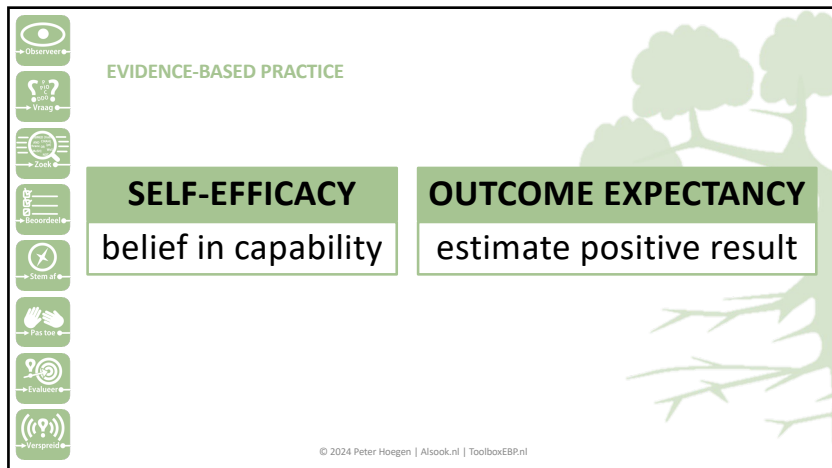 Observeer
Vraag
Zoek
Beoordeel
Stem af
Pas toe
Evalueer
Verspreid
EVIDENCE-BASED PRACTICE
SELF-EFFICACY
belief in capability
OUTCOME EXPECTANCY
estimate positive result
© 2024 Peter Hoegen | Alsook.nl | ToolboxEBP.nl